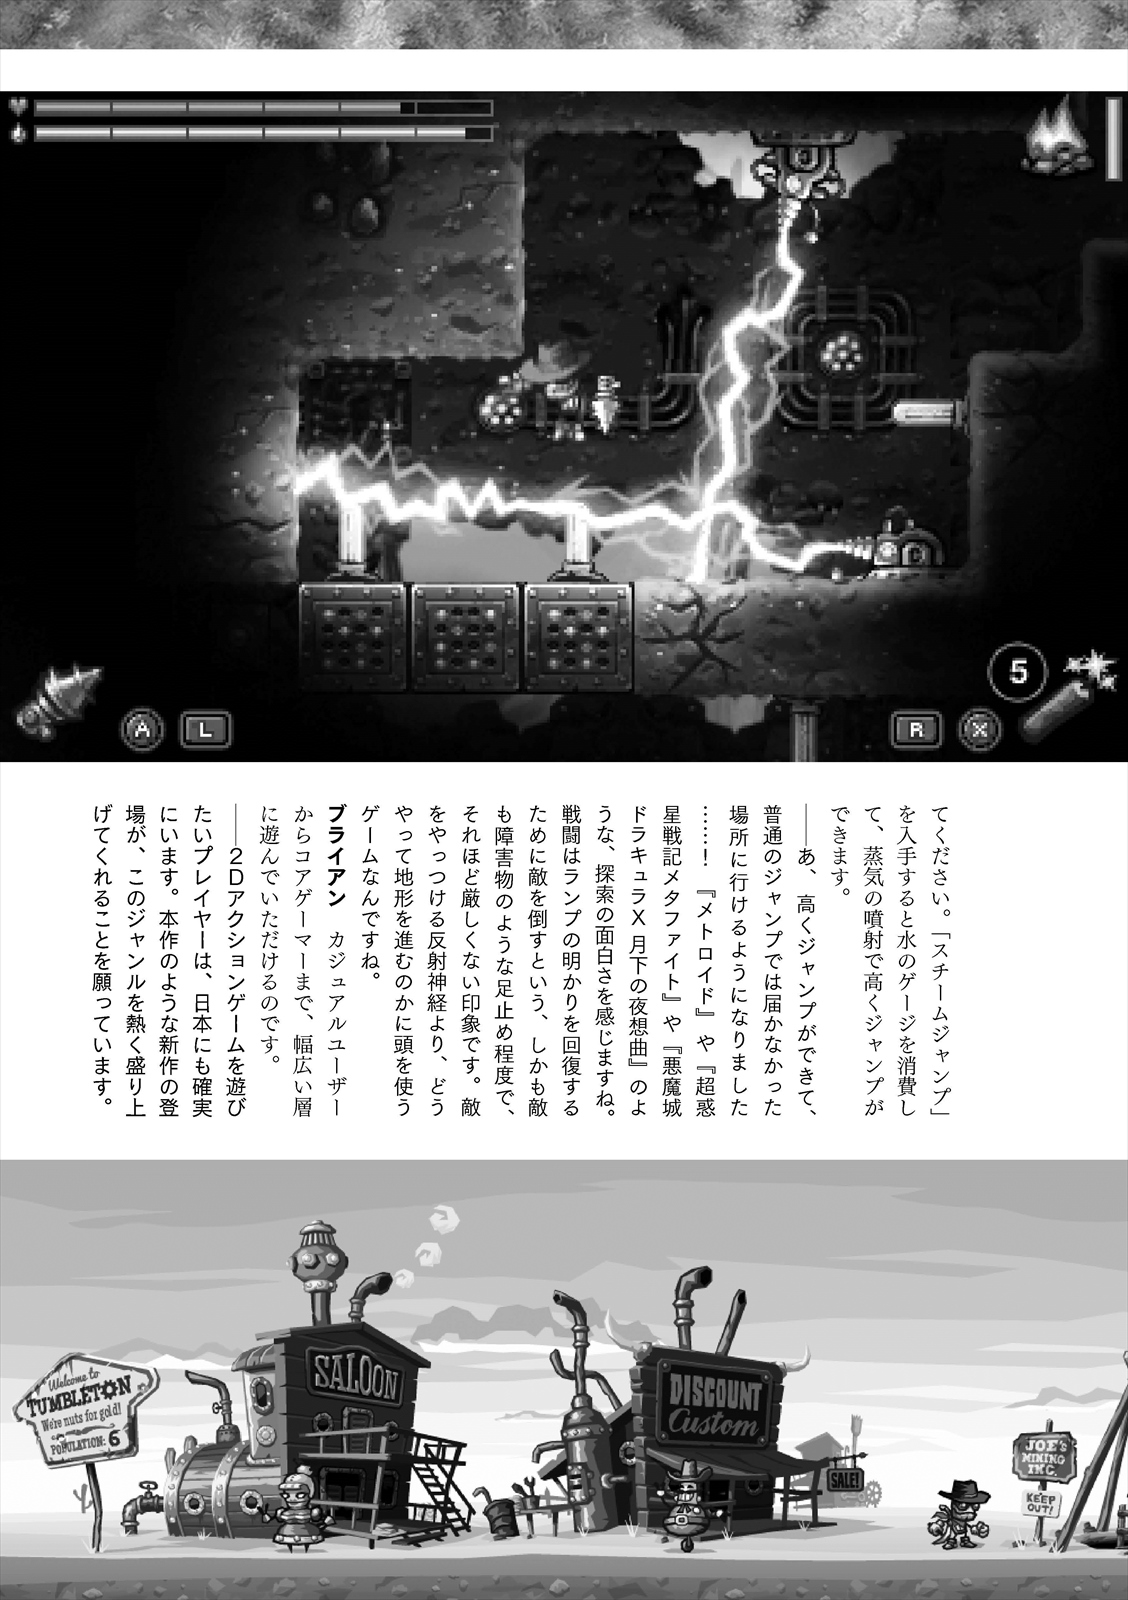 5
A
L
R
X
てください。「スチームジャンプ」
を入手すると水のゲージを消費し
て、蒸気の噴射で高くジャンプが
できます。
――あ、高くジャンプができて、
普通のジャンプでは届かなかった
場所に行けるようになりました
……！『メトロイド』や『超惑
星戦記メタファイト』や『悪魔城
ドラキュラX 月下の夜想曲』のよ
うな、探索の面白さを感じますね。
戦闘はランプの明かりを回復する
ために敵を倒すという、しかも敵
も障害物のような足止め程度で、
それほど厳しくない印象です。敵
をやっつける反射神経より、どう
やって地形を進むのかに頭を使う
ゲームなんですね。
ブライアン　カジュアルユーザー
からコアゲーマーまで、幅広い層
に遊んでいただけるのです。
――2Dアクションゲームを遊び
たいプレイヤーは、日本にも確実
にいます。本作のような新作の登
場が、このジャンルを熱く盛り上
げてくれることを願っています。
Welcome to
TUMBLETON
We're nuts for gold!
POPULATION: 6
SALOON
DISCOUNT
Custom
SALE!
JOE'S
MINING
INC.
KEEP
OUT!